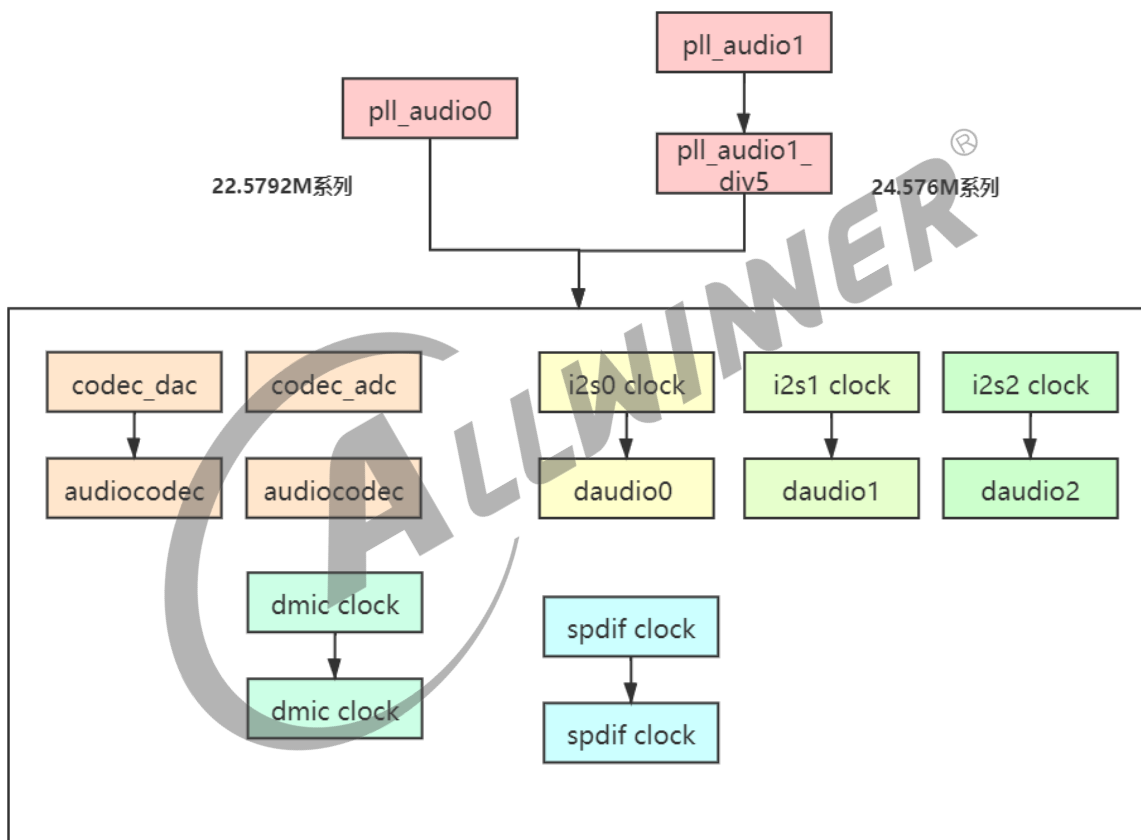 pll_audio1
pll_audio0
pll_audio1_
div5
22.5792M系列
24.576M系列
®
ALLWINNER
codec_dac
codec_adc
i2s0 clock
i2s1 clock
i2s2 clock
audiocodec
audiocodec
daudio0
daudio1
daudio2
dmic clock
spdif clock
dmic clock
spdif clock